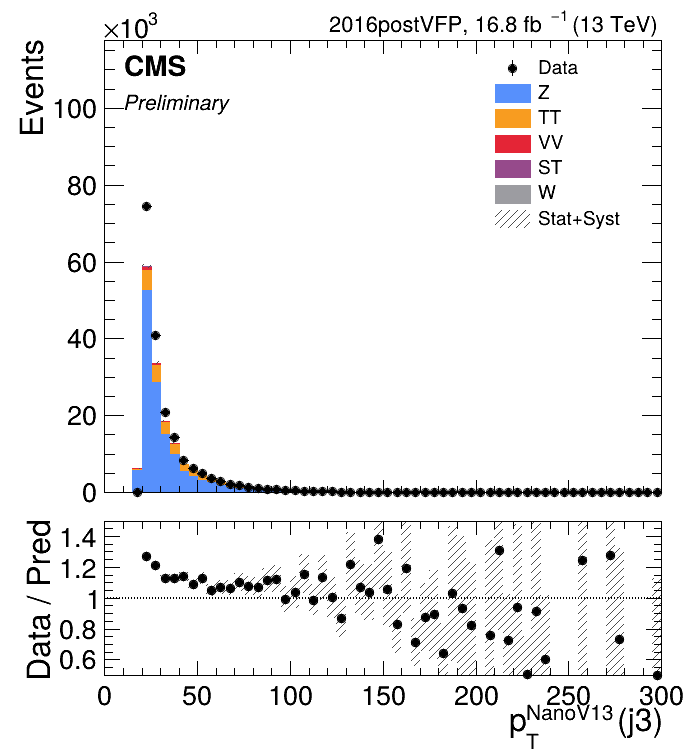 ×10³
2016postVFP, 16.8 fb⁻¹ (13 TeV)
CMS
Preliminary
Events
Data
Z
TT
VV
ST
W
Stat+Syst
100
80
60
40
20
0
Data / Pred
1.4
1.2
1
0.8
0.6
0 50 100 150 200 250 300
p_T^NanoV13 (j3)